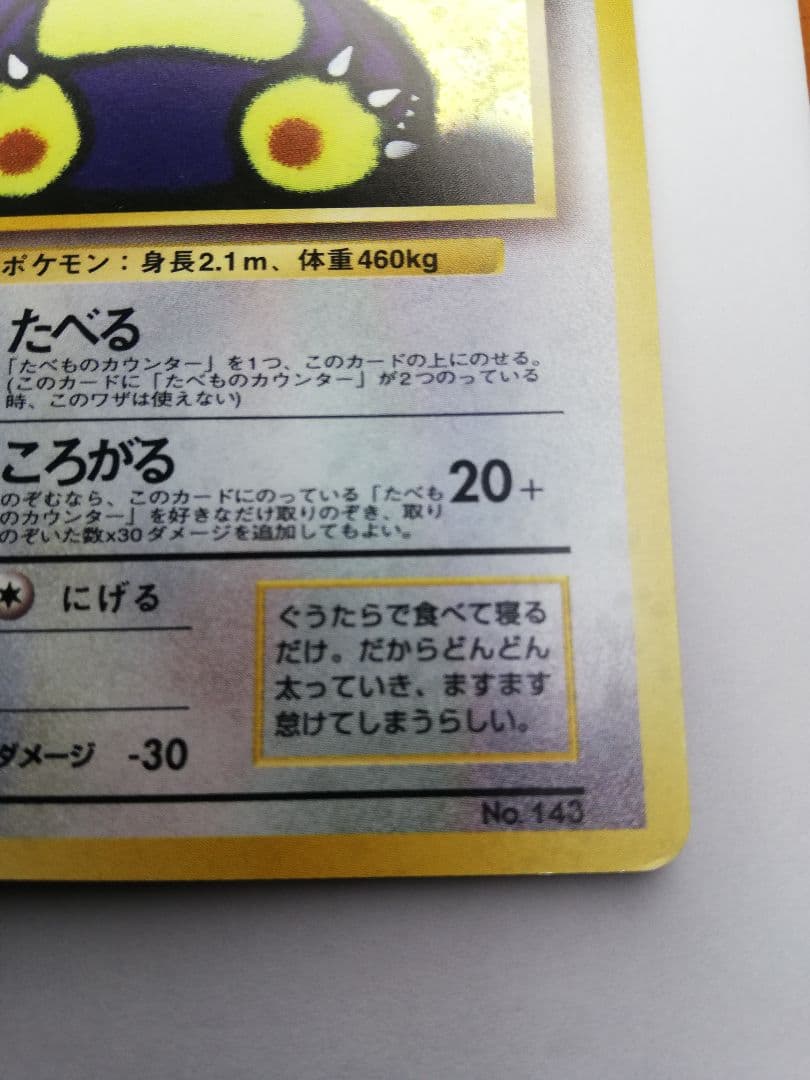 ポケモン：身長2.1m、体重460kg
たべる
「たべものカウンター」を1つ、このカードの上にのせる。
(このカードに「たべものカウンター」が2つのっている
時、このワザは使えない)
ころがる
20+
のぞむなら、このカードにのっている「たべも
のカウンター」を好きなだけ取りのぞき、取り
のぞいた数x30ダメージを追加してもよい。
にげる
ぐうたらで食べて寝る
だけ。だからどんどん
太っていき、ますます
怠けてしまうらしい。
ダメージ -30
No. 143